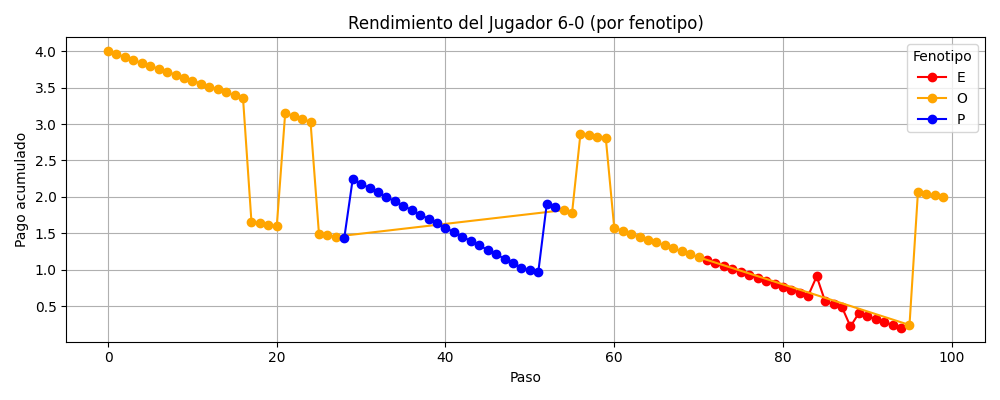 Rendimiento del Jugador 6-0 (por fenotipo)
Pago acumulado
4.0
3.5
3.0
2.5
2.0
1.5
1.0
0.5
Fenotipo
E
O
P
0 20 40 60 80 100
Paso